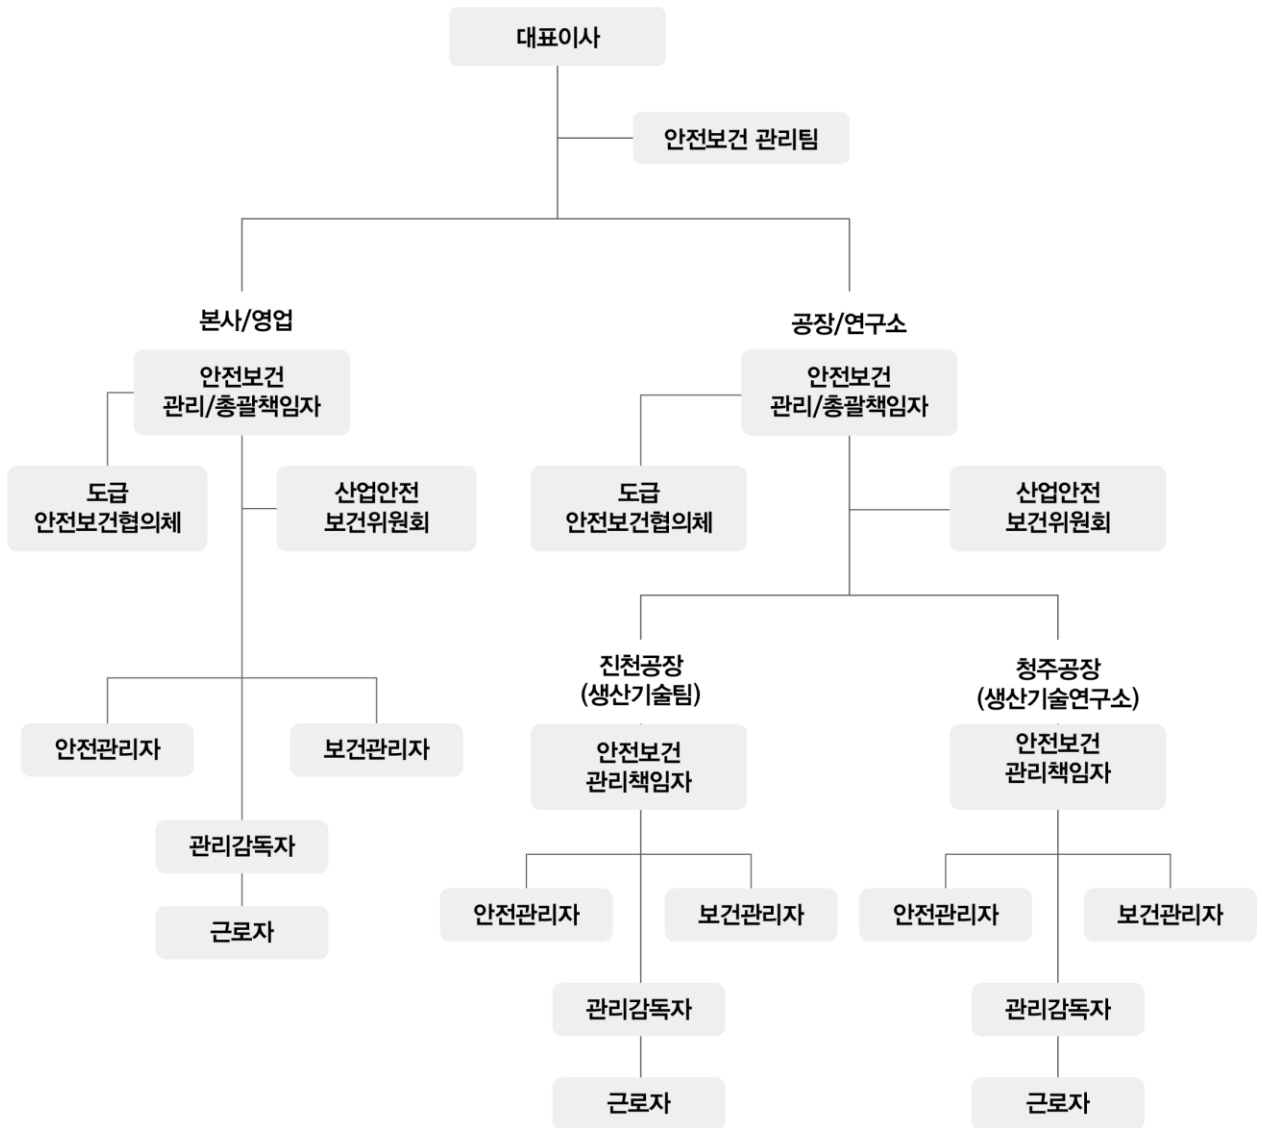 대표이사
안전보건 관리팀
본사/영업
공장/연구소
안전보건
관리/총괄책임자
안전보건
관리/총괄책임자
도급
안전보건협의체
산업안전
보건위원회
도급
안전보건협의체
산업안전
보건위원회
진천공장
(생산기술팀)
청주공장
(생산기술연구소)
안전관리자
보건관리자
안전보건
관리책임자
안전보건
관리책임자
관리감독자
근로자
안전관리자
보건관리자
안전관리자
보건관리자
관리감독자
관리감독자
근로자
근로자